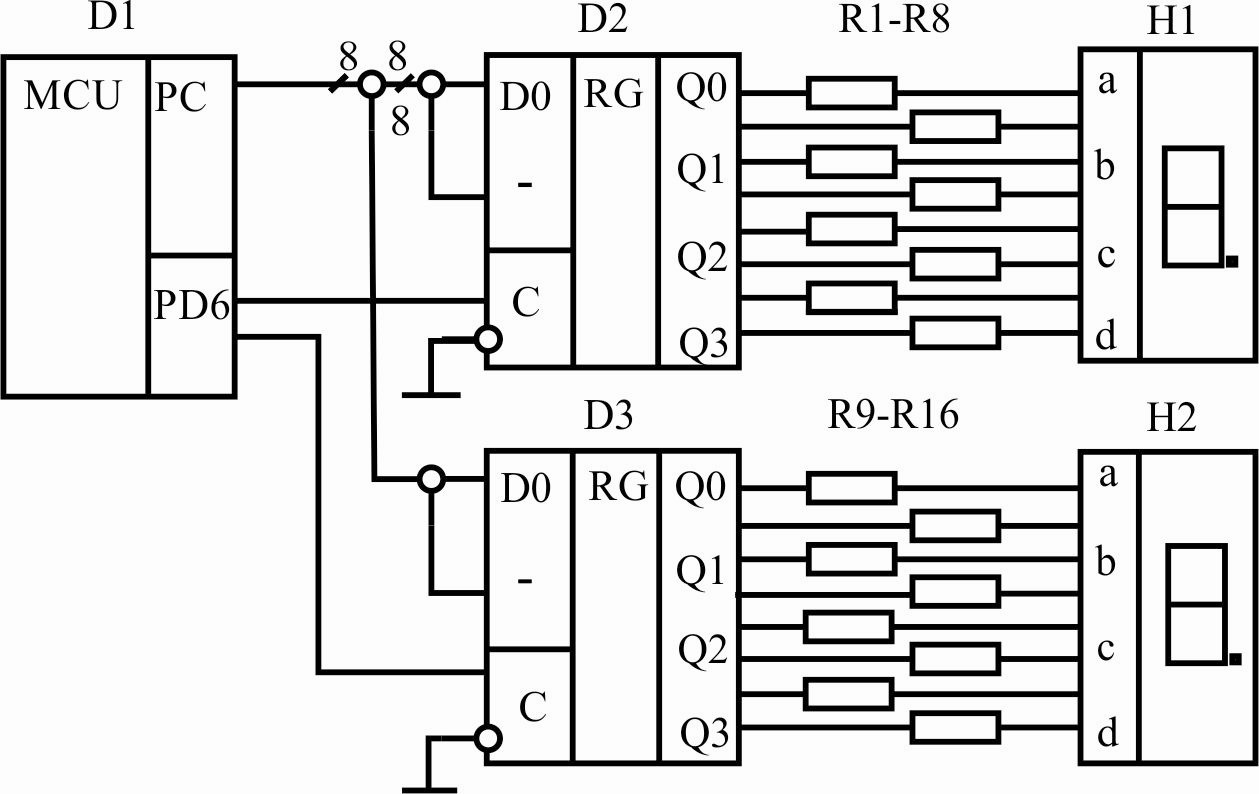 D1
D2
R1-R8
H1
MCU
PC
8
8
8
D0
RG
Q0
a
-
Q1
b
PD6
C
Q2
c
Q3
d
D3
R9-R16
H2
D0
RG
Q0
a
-
Q1
b
C
Q2
c
Q3
d